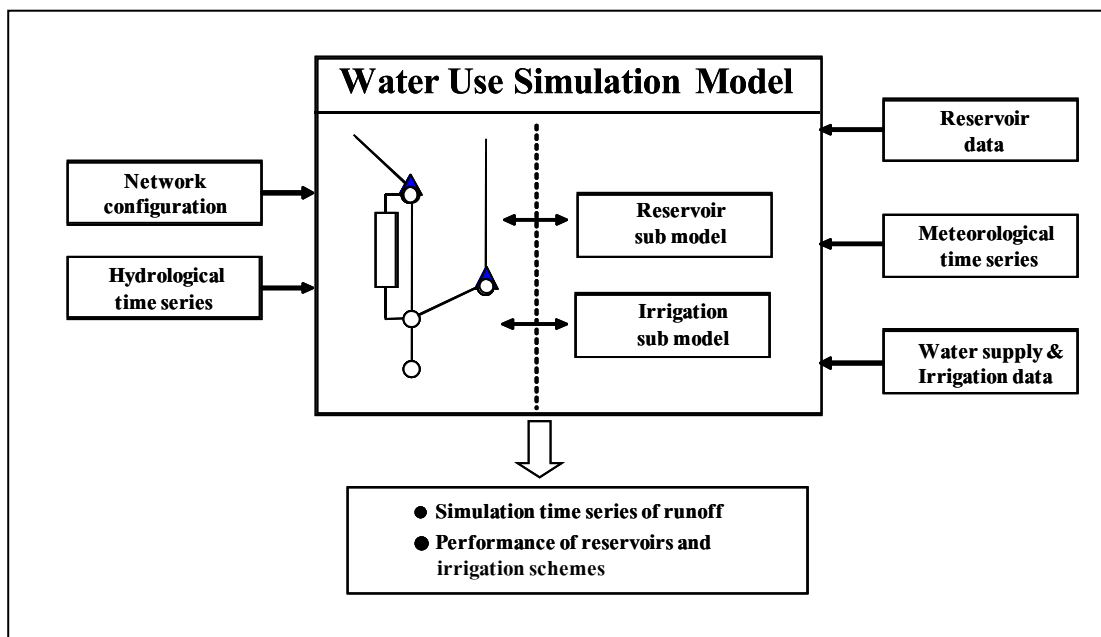 Water Use Simulation Model
Network
configuration
Hydrological
time series
Reservoir
sub model
Irrigation
sub model
Reservoir
data
Meteorological
time series
Water supply &
Irrigation data
Simulation time series of runoff
Performance of reservoirs and
irrigation schemes